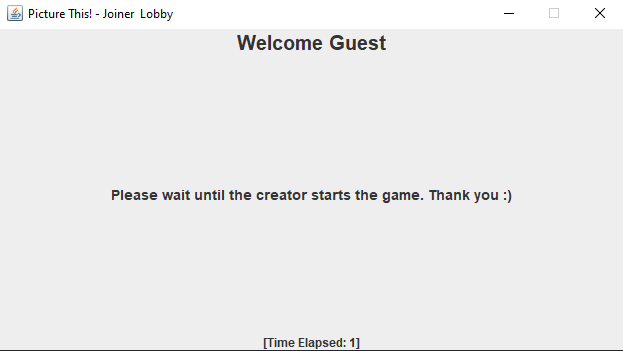 Picture This! - Joiner  Lobby
Welcome Guest
Please wait until the creator starts the game. Thank you :)
[Time Elapsed: 1]